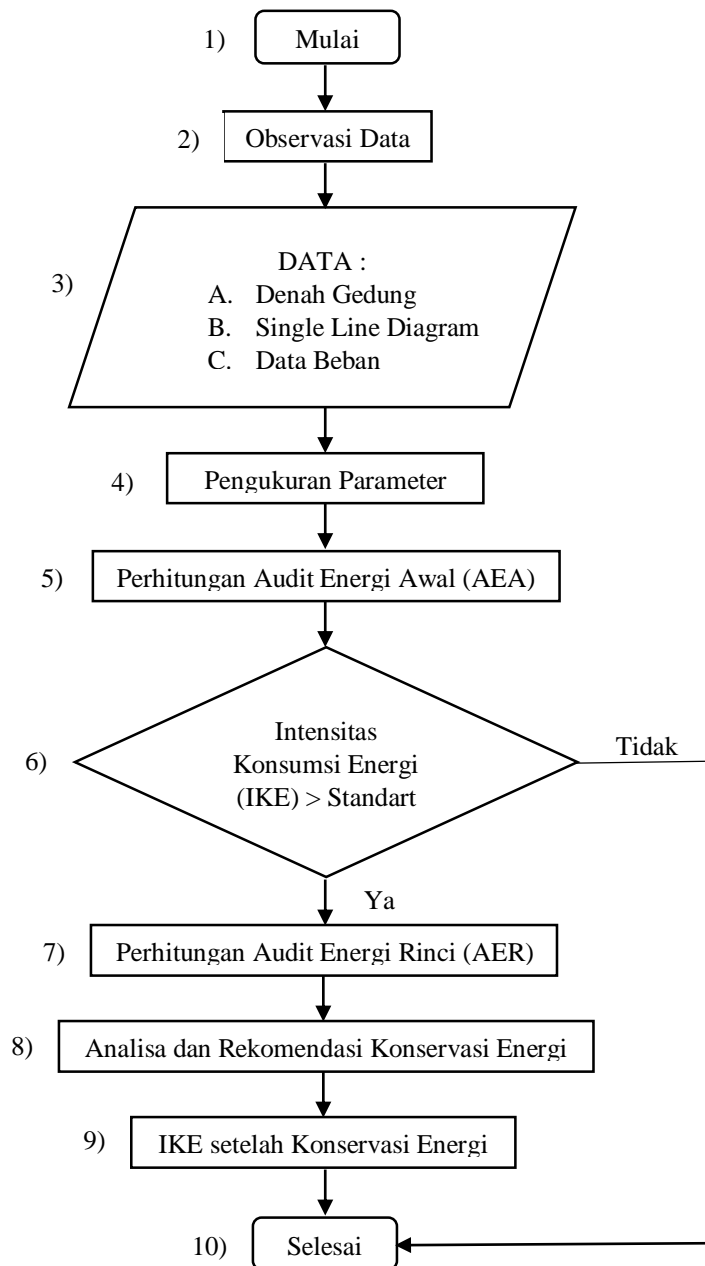 1) Mulai
2) Observasi Data
DATA :
3)
A. Denah Gedung
B. Single Line Diagram
C. Data Beban
4) Pengukuran Parameter
5) Perhitungan Audit Energi Awal (AEA)
Intensitas
6) Konsumsi Energi
(IKE) > Standart
Tidak
Ya
7) Perhitungan Audit Energi Rinci (AER)
8) Analisa dan Rekomendasi Konservasi Energi
9) IKE setelah Konservasi Energi
10) Selesai